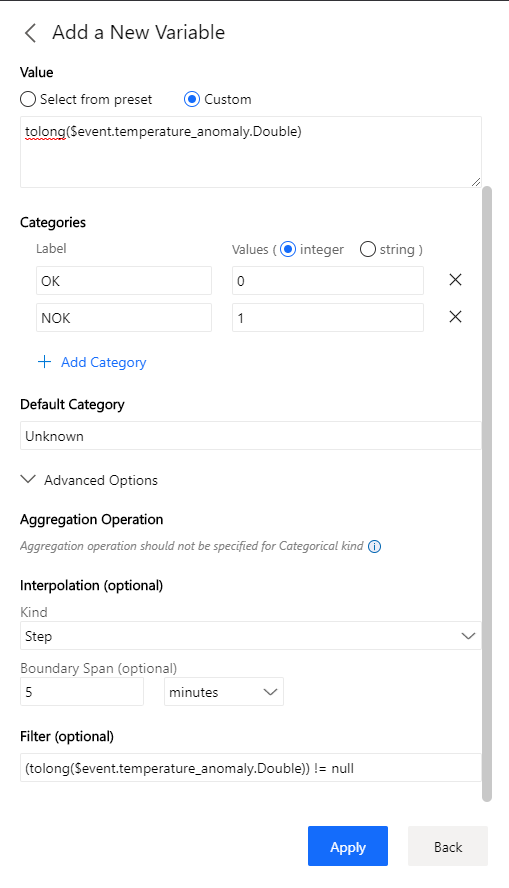 Add a New Variable
Value
Select from preset Custom
tolong($event.temperature_anomaly.Double)
Categories
Label Values ( integer string )
OK 0
NOK 1
Add Category
Default Category
Unknown
Advanced Options
Aggregation Operation
Aggregation operation should not be specified for Categorical kind
Interpolation (optional)
Kind
Step
Boundary Span (optional)
5 minutes
Filter (optional)
(tolong($event.temperature_anomaly.Double)) != null
Apply Back